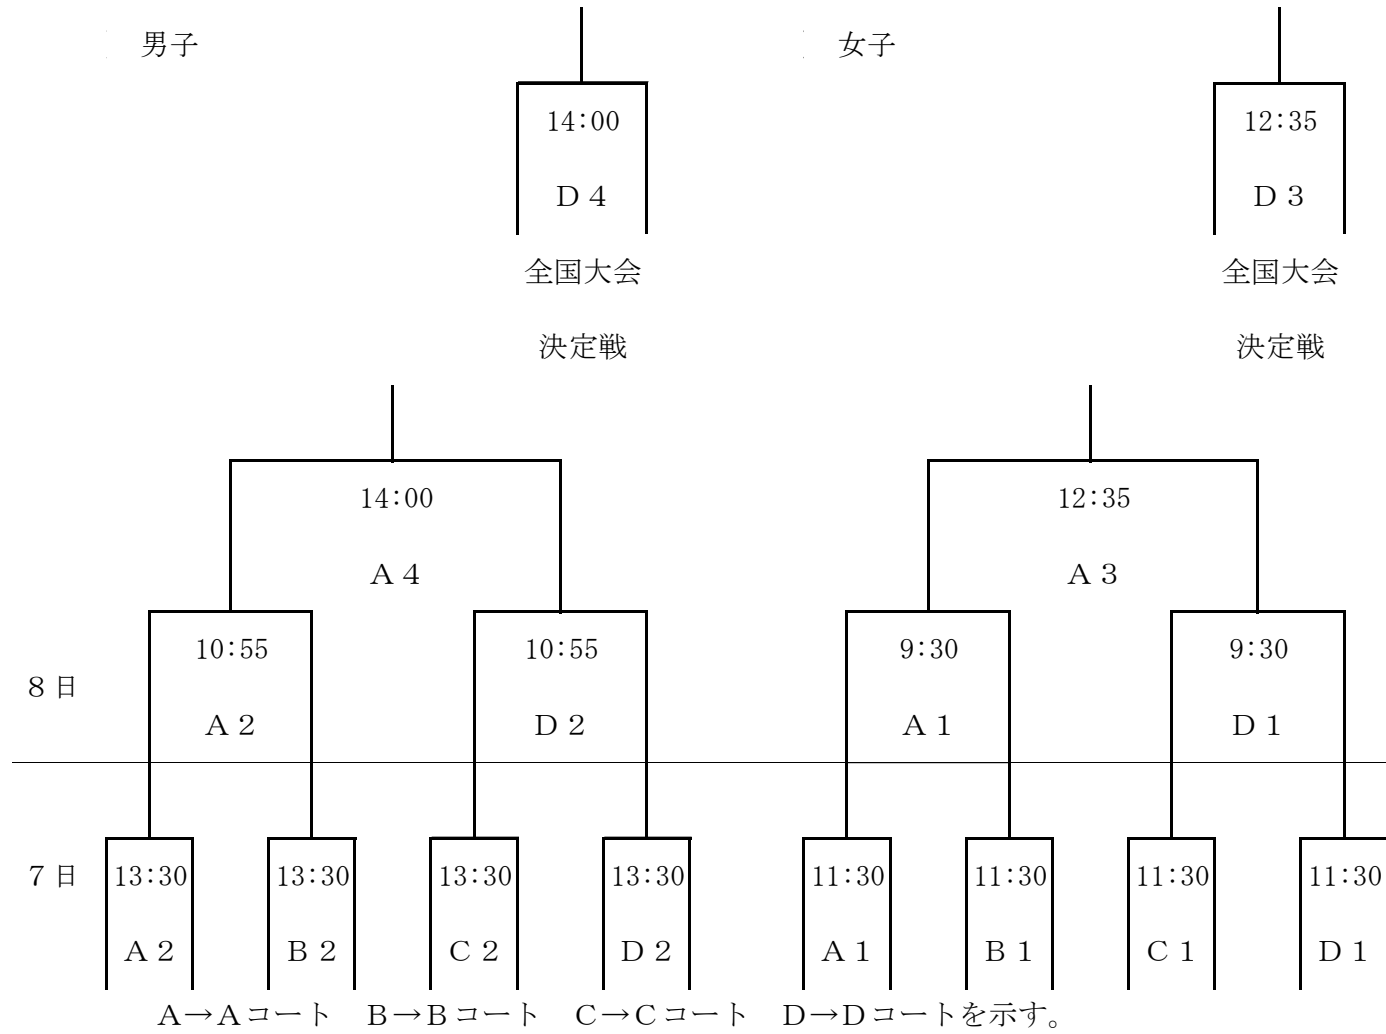 男子 女子
14:00 12:35
Ｄ４ Ｄ３
全国大会 全国大会
決定戦 決定戦
14:00 12:35
Ａ４ Ａ３
10:55 10:55 9:30 9:30
８日
Ａ２ Ｄ２ Ａ１ Ｄ１
７日 13:30 13:30 13:30 13:30 11:30 11:30 11:30 11:30
Ａ２ Ｂ２ Ｃ２ Ｄ２ Ａ１ Ｂ１ Ｃ１ Ｄ１
Ａ→Ａコート　Ｂ→Ｂコート　Ｃ→Ｃコート　Ｄ→Ｄコートを示す。